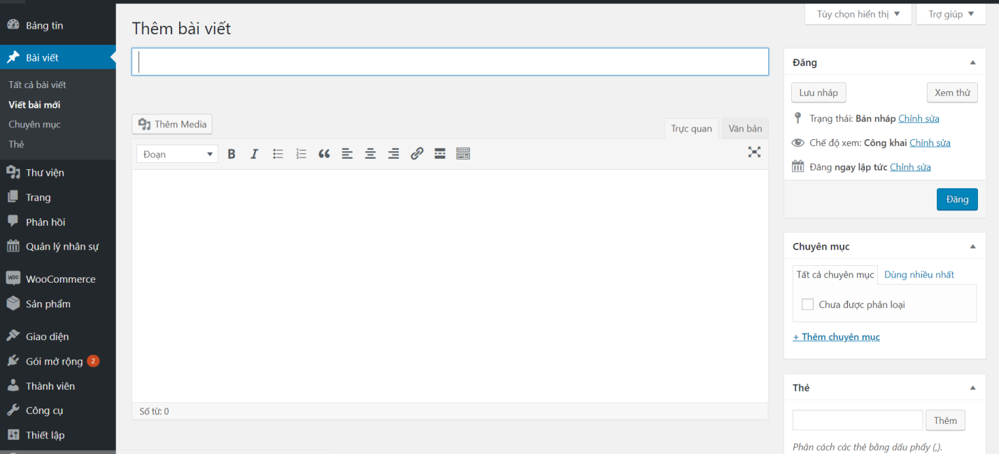 Bảng tin
Bài viết
Tất cả bài viết
Viết bài mới
Chuyên mục
Thẻ
Thư viện
Trang
Phản hồi
Quản lý nhân sự
Woo WooCommerce
Sản phẩm
Giao diện
Gói mở rộng 2
Thành viên
Công cụ
Thiết lập
Tùy chọn hiển thị
Trợ giúp
Thêm bài viết
Thêm Media
Trực quan
Văn bản
Đoạn
B I
Số từ: 0
Đăng
Lưu nháp
Xem thử
Trạng thái: Bản nháp Chỉnh sửa
Chế độ xem: Công khai Chỉnh sửa
Đăng ngay lập tức Chỉnh sửa
Đăng
Chuyên mục
Tất cả chuyên mục
Dùng nhiều nhất
Chưa được phân loại
+ Thêm chuyên mục
Thẻ
Thêm
Phân cách các thẻ bằng dấu phẩy (,).